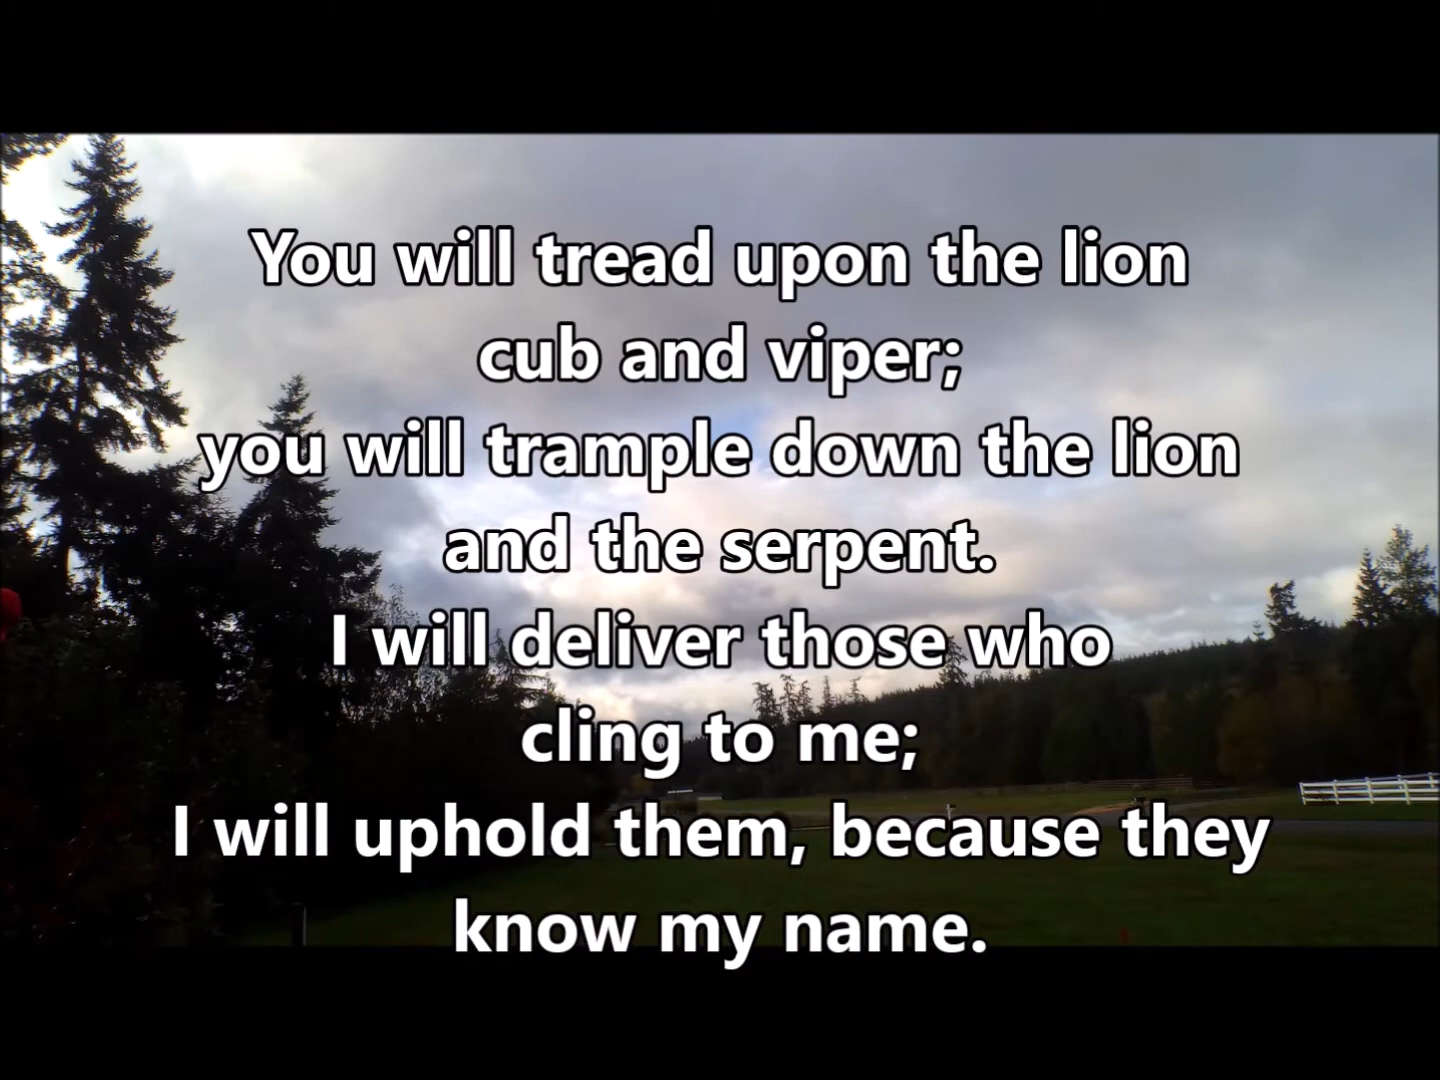 You will tread upon the lion
cub and viper;
you will trample down the lion
and the serpent.
I will deliver those who
cling to me;
I will uphold them, because they
know my name.